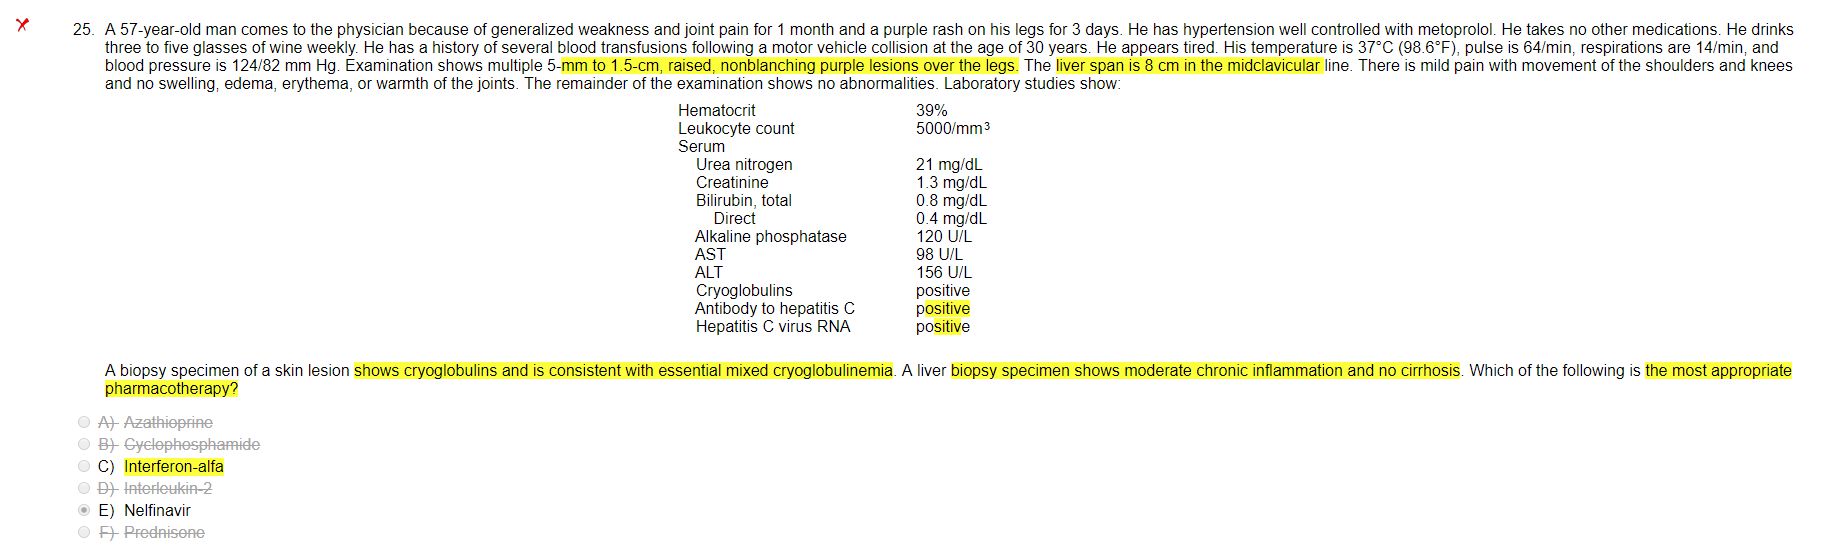 25. A 57-year-old man comes to the physician because of generalized weakness and joint pain for 1 month and a purple rash on his legs for 3 days. He has hypertension well controlled with metoprolol. He takes no other medications. He drinks
three to five glasses of wine weekly. He has a history of several blood transfusions following a motor vehicle collision at the age of 30 years. He appears tired. His temperature is 37°C (98.6°F), pulse is 64/min, respirations are 14/min, and
blood pressure is 124/82 mm Hg. Examination shows multiple 5-mm to 1.5-cm, raised, nonblanching purple lesions over the legs. The liver span is 8 cm in the midclavicular line. There is mild pain with movement of the shoulders and knees
and no swelling, edema, erythema, or warmth of the joints. The remainder of the examination shows no abnormalities. Laboratory studies show:
Hematocrit 39%
Leukocyte count 5000/mm³
Serum
Urea nitrogen 21 mg/dL
Creatinine 1.3 mg/dL
Bilirubin, total 0.8 mg/dL
Direct 0.4 mg/dL
Alkaline phosphatase 120 U/L
AST 98 U/L
ALT 156 U/L
Cryoglobulins positive
Antibody to hepatitis C positive
Hepatitis C virus RNA positive
A biopsy specimen of a skin lesion shows cryoglobulins and is consistent with essential mixed cryoglobulinemia. A liver biopsy specimen shows moderate chronic inflammation and no cirrhosis. Which of the following is the most appropriate
pharmacotherapy?
A) Azathioprine
B) Cyclophosphamide
C) Interferon-alfa
D) Interleukin-2
E) Nelfinavir
F) Prednisone